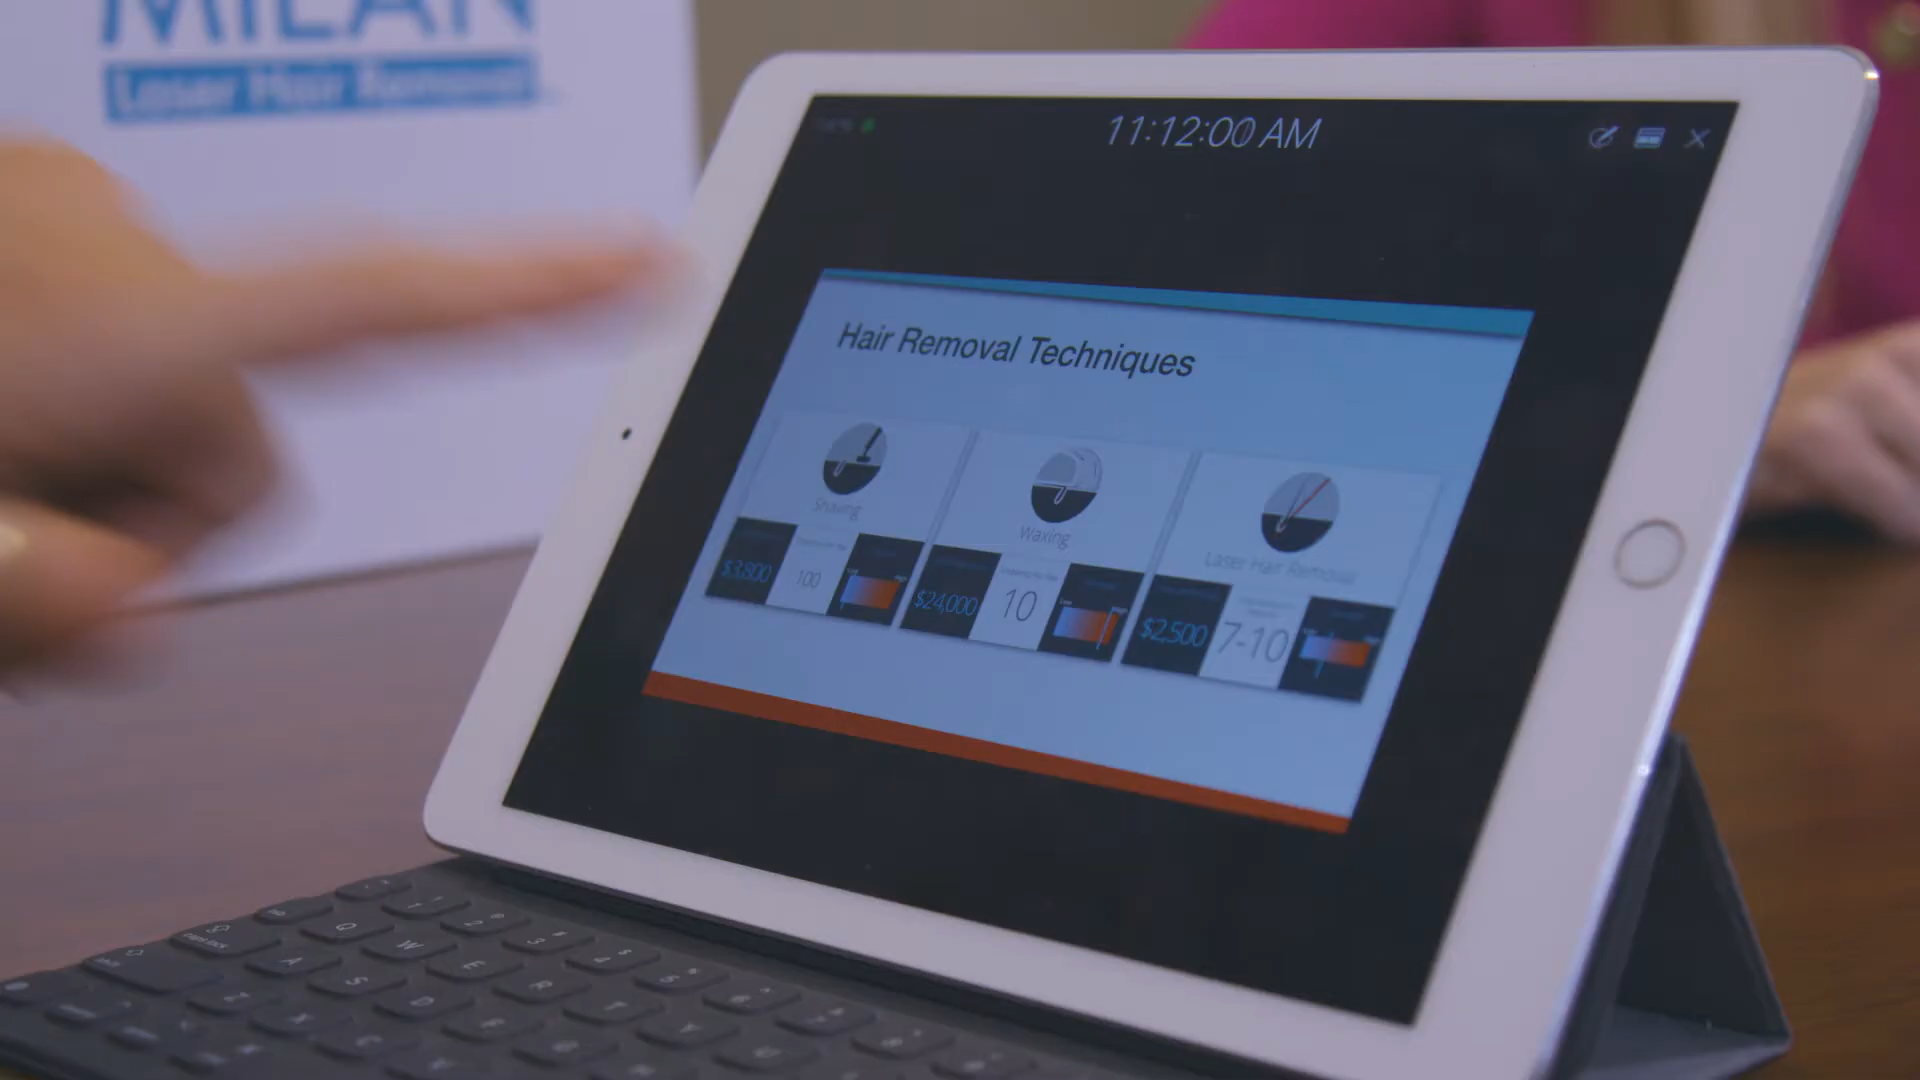 MILAN
Laser Hair Removal
11:12:00 AM
Hair Removal Techniques
Shaving
Waxing
Laser Hair Removal
$3,800
100
$24,000
10
$2,500
7-10
Q
W
E
R
T
Y
A
S
D
Z
X
C